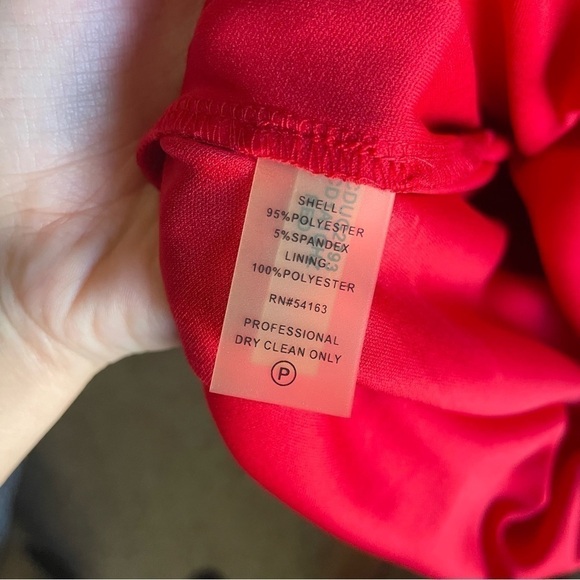 SHELL
95%POLYESTER
5%SPANDEX
LINING:
100%POLYESTER
RN#54163
PROFESSIONAL
DRY CLEAN ONLY
P